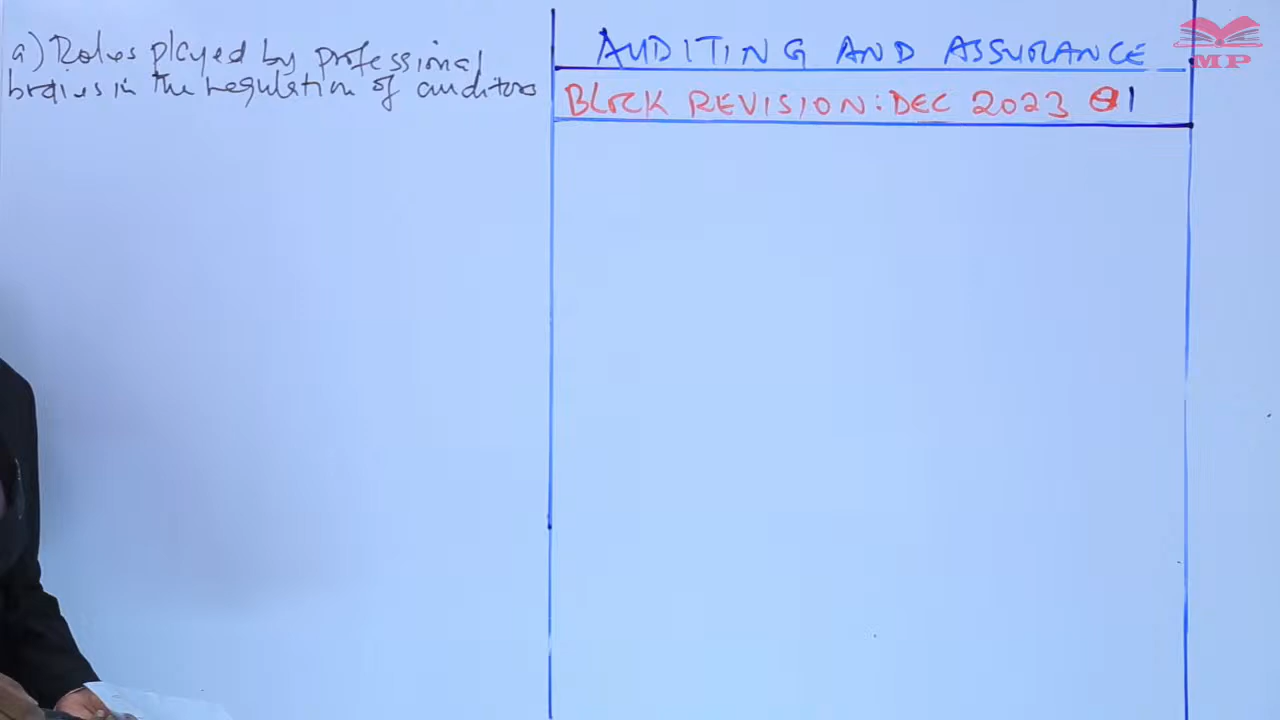 a) Roles played by professional
bodies in the regulation of auditors
AUDITING AND ASSURANCE
BLOCK REVISION: DEC 2023 Q1
MP